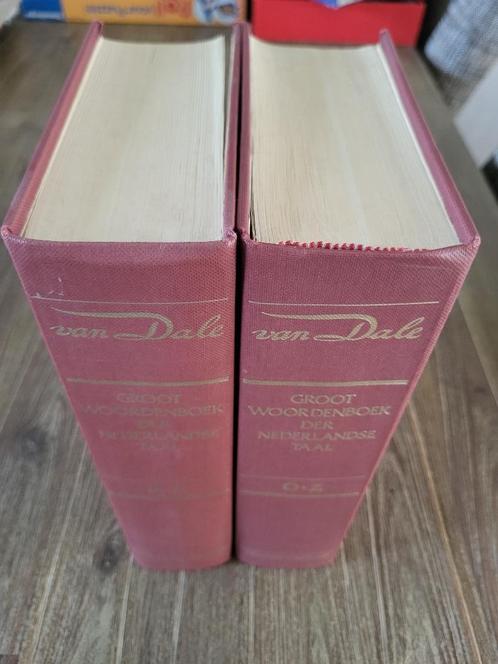 van Dale
GROOT
WOORDENBOEK
DER
NEDERLANDSE
TAAL
van Dale
GROOT
WOORDENBOEK
DER
NEDERLANDSE
TAAL
O-Z